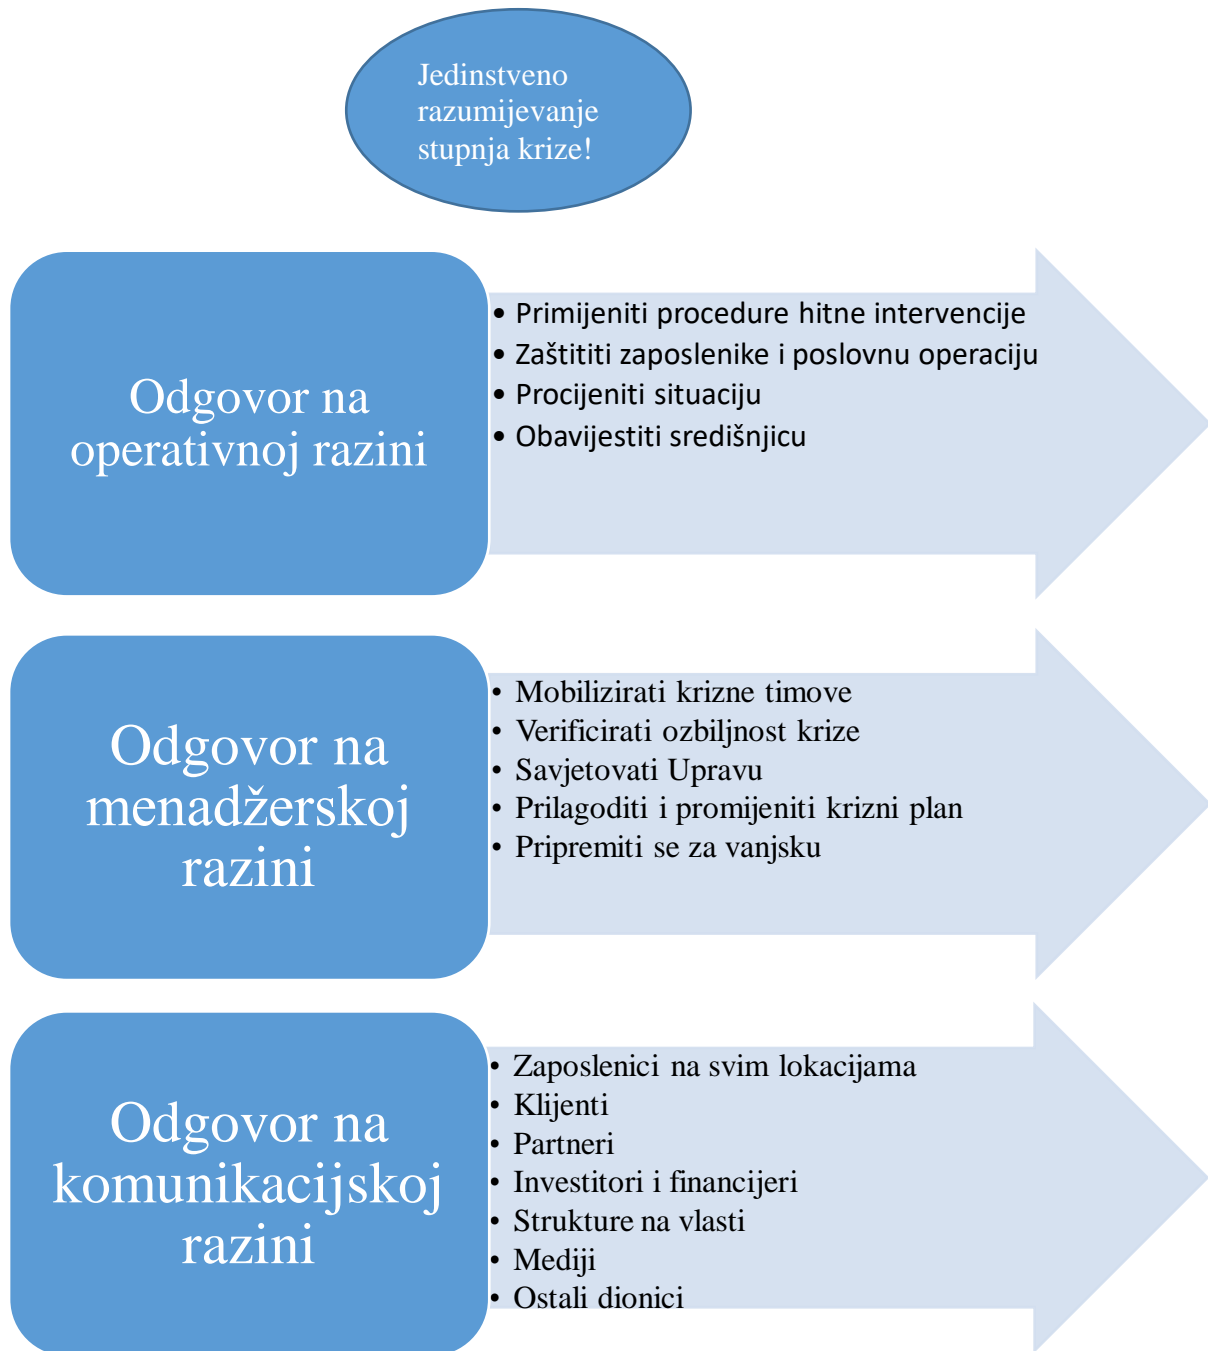 Jedinstveno
razumijevanje
stupnja krize!
Odgovor na
operativnoj razini
• Primijeniti procedure hitne intervencije
• Zaštititi zaposlenike i poslovnu operaciju
• Procijeniti situaciju
• Obavijestiti središnjicu
Odgovor na
menadžerskoj
razini
• Mobilizirati krizne timove
• Verificirati ozbiljnost krize
• Savjetovati Upravu
• Prilagoditi i promijeniti krizni plan
• Pripremiti se za vanjsku
Odgovor na
komunikacijskoj
razini
• Zaposlenici na svim lokacijama
• Klijenti
• Partneri
• Investitori i financijeri
• Strukture na vlasti
• Mediji
• Ostali dionici